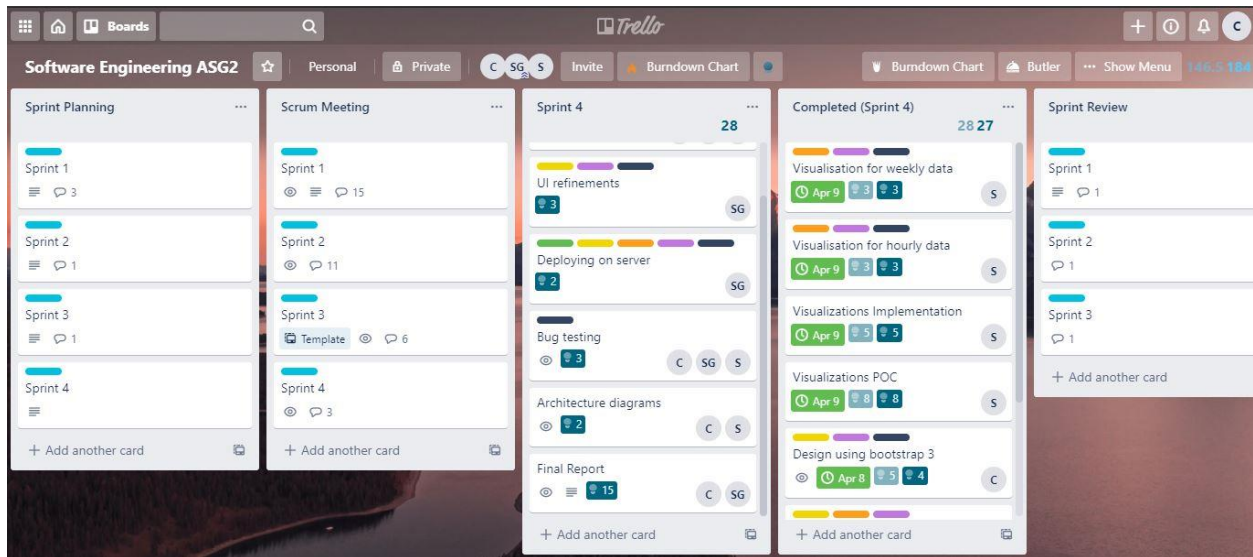 Boards
Trello
C
Software Engineering ASG2
Personal
Private
C SG S
Invite
Burndown Chart
Burndown Chart
Butler
Show Menu
146.5 184
Sprint Planning
Sprint 1
3
Sprint 2
1
Sprint 3
1
Sprint 4
+ Add another card
Scrum Meeting
Sprint 1
15
Sprint 2
11
Sprint 3
Template 6
Sprint 4
3
+ Add another card
Sprint 4
28
UI refinements
3
SG
Deploying on server
2
SG
Bug testing
3
C SG S
Architecture diagrams
2
C S
Final Report
15
C SG
+ Add another card
Completed (Sprint 4)
28 27
Visualisation for weekly data
Apr 9 3 3
S
Visualisation for hourly data
Apr 9 3 3
S
Visualizations Implementation
Apr 9 5 5
S
Visualizations POC
Apr 9 8 8
S
Design using bootstrap 3
Apr 8 5 4
C
+ Add another card
Sprint Review
Sprint 1
1
Sprint 2
1
Sprint 3
1
+ Add another card